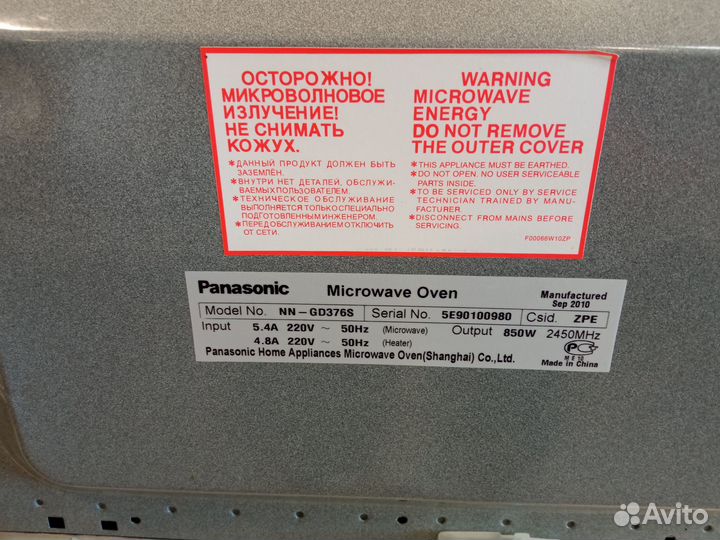 ОСТОРОЖНО!
МИКРОВОЛНОВОЕ
ИЗЛУЧЕНИЕ!
НЕ СНИМАТЬ
КОЖУХ.
*ДАННЫЙ ПРОДУКТ ДОЛЖЕН БЫТЬ
ЗАЗЕМЛЁН.
*ВНУТРИ НЕТ ДЕТАЛЕЙ, ОБСЛУЖИ-
ВАЕМЫХ ПОЛЬЗОВАТЕЛЕМ.
*ТЕХНИЧЕСКОЕ ОБСЛУЖИВАНИЕ
ВЫПОЛНЯЕТСЯ ТОЛЬКО СПЕЦИАЛЬНО
ПОДГОТОВЛЕННЫМ ИНЖЕНЕРОМ.
*ПЕРЕД ОБСЛУЖИВАНИЕМ ОТКЛЮЧИТЬ
ОТ СЕТИ.
WARNING
MICROWAVE
ENERGY
DO NOT REMOVE
THE OUTER COVER
*THIS APPLIANCE MUST BE EARTHED.
*DO NOT OPEN. NO USER SERVICEABLE
PARTS INSIDE.
*TO BE SERVICED ONLY BY SERVICE
TECHNICIAN TRAINED BY MANU-
FACTURER.
*DISCONNECT FROM MAINS BEFORE
SERVICING.
F00066W10ZP
Panasonic Microwave Oven Manufactured
Sep 2010
Model No. NN-GD376S Serial No. 5E90100980 Csid. ZPE
Input 5.4A 220V ~ 50Hz (Microwave) Output 850W 2450MHz
4.8A 220V ~ 50Hz (Heater)
PC
ME10
Panasonic Home Appliances Microwave Oven(Shanghai) Co.,Ltd. Made in China
Avito